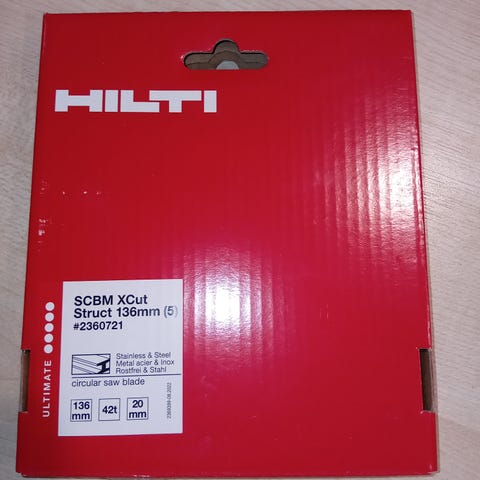 HILTI
SCBM XCut
Struct 136mm (5)
#2360721
Stainless & Steel
Metal acier & Inox
Rostfrei & Stahl
circular saw blade
136
mm
42t
20
mm
ULTIMATE